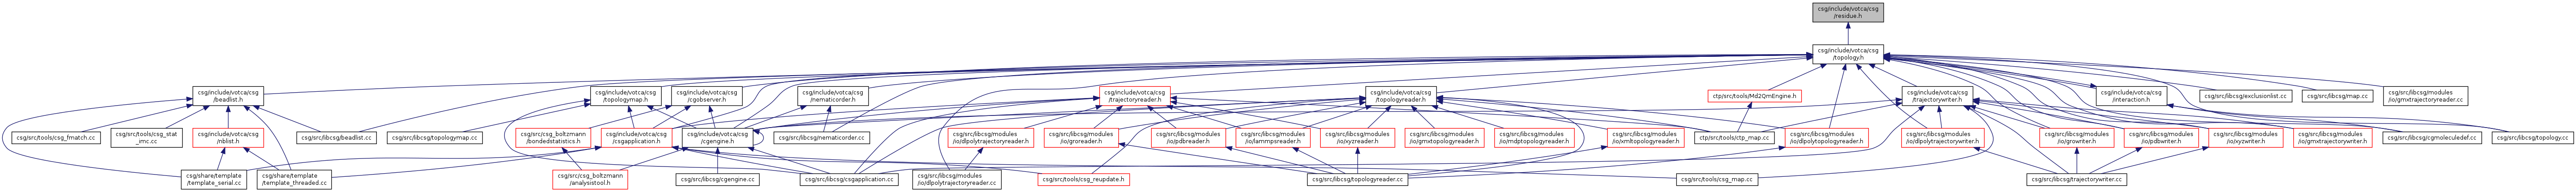 csg/include/votca/csg
/residue.h
csg/include/votca/csg
/topology.h
csg/include/votca/csg
/beadlist.h
csg/include/votca/csg
/topologymap.h
csg/include/votca/csg
/cgobserver.h
csg/include/votca/csg
/nematicorder.h
csg/include/votca/csg
/trajectoryreader.h
csg/include/votca/csg
/topologyreader.h
ctp/src/tools/Md2QmEngine.h
csg/include/votca/csg
/trajectorywriter.h
csg/include/votca/csg
/interaction.h
csg/src/libcsg/exclusionlist.cc
csg/src/libcsg/map.cc
csg/src/libcsg/modules
/io/gmxtrajectoryreader.cc
csg/src/tools/csg_fmatch.cc
csg/src/tools/csg_stat
_imc.cc
csg/include/votca/csg
/nblist.h
csg/src/libcsg/beadlist.cc
csg/src/libcsg/topologymap.cc
csg/src/csg_boltzmann
/bondedstatistics.h
csg/include/votca/csg
/csgapplication.h
csg/include/votca/csg
/cgengine.h
csg/src/libcsg/nematicorder.cc
csg/src/libcsg/modules
/io/dlpolytrajectoryreader.h
csg/src/libcsg/modules
/io/groreader.h
csg/src/libcsg/modules
/io/pdbreader.h
csg/src/libcsg/modules
/io/lammpsreader.h
csg/src/libcsg/modules
/io/xyzreader.h
csg/src/libcsg/modules
/io/gmxtopologyreader.h
csg/src/libcsg/modules
/io/mdptopologyreader.h
csg/src/libcsg/modules
/io/xmltopologyreader.h
ctp/src/tools/ctp_map.cc
csg/src/libcsg/modules
/io/dlpolytopologyreader.h
csg/src/libcsg/modules
/io/dlpolytrajectorywriter.h
csg/src/libcsg/modules
/io/growriter.h
csg/src/libcsg/modules
/io/pdbwriter.h
csg/src/libcsg/modules
/io/xyzwriter.h
csg/src/libcsg/modules
/io/gmxtrajectorywriter.h
csg/src/libcsg/cgmoleculedef.cc
csg/src/libcsg/topology.cc
csg/share/template
/template_serial.cc
csg/share/template
/template_threaded.cc
csg/src/csg_boltzmann
/analysistool.h
csg/src/libcsg/cgengine.cc
csg/src/libcsg/csgapplication.cc
csg/src/libcsg/modules
/io/dlpolytrajectoryreader.cc
csg/src/tools/csg_reupdate.h
csg/src/libcsg/topologyreader.cc
csg/src/tools/csg_map.cc
csg/src/libcsg/trajectorywriter.cc